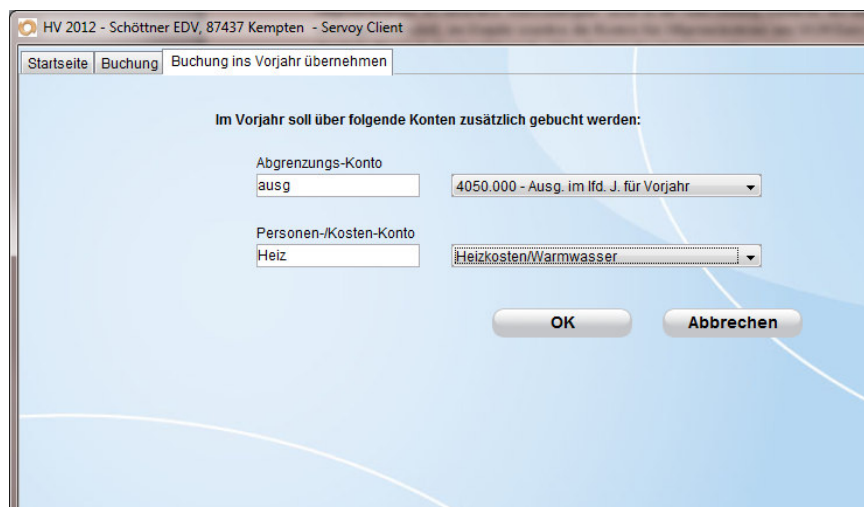 HV 2012 - Schöttner EDV, 87437 Kempten - Servoy Client
Startseite Buchung Buchung ins Vorjahr übernehmen
Im Vorjahr soll über folgende Konten zusätzlich gebucht werden:
Abgrenzungs-Konto
ausg 4050.000 - Ausg. im lfd. J. für Vorjahr
Personen-/Kosten-Konto
Heiz Heizkosten/Warmwasser
OK Abbrechen